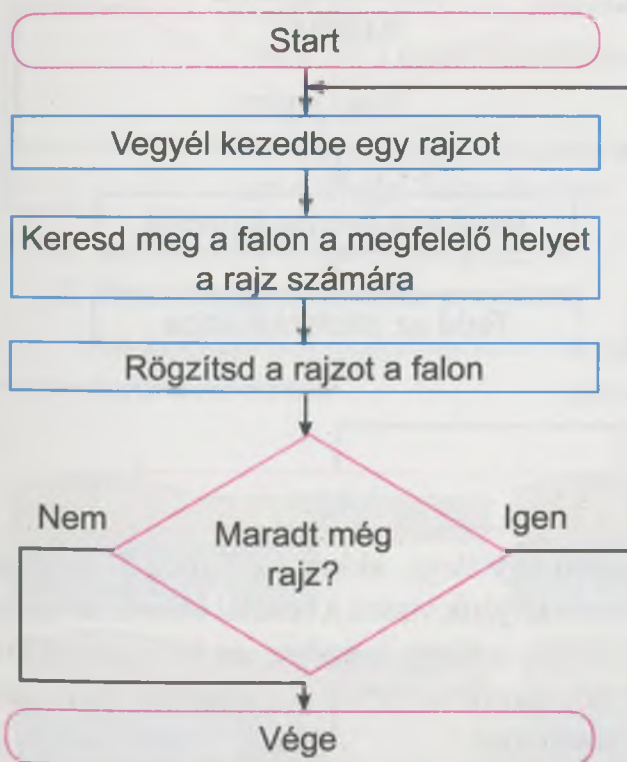 Start
Vegyél kezedbe egy rajzot
Keresd meg a falon a megfelelő helyet
a rajz számára
Rögzítsd a rajzot a falon
Nem
Igen
Maradt még
rajz?
Vége